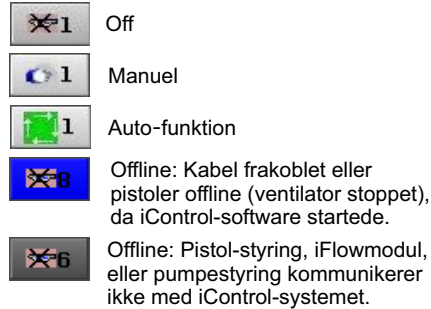 1 Off
1 Manuel
1 Auto-funktion
8 Offline: Kabel frakoblet eller
pistoler offline (ventilator stoppet),
da iControl-software startede.
6 Offline: Pistol-styring, iFlowmodul,
eller pumpestyring kommunikerer
ikke med iControl-systemet.